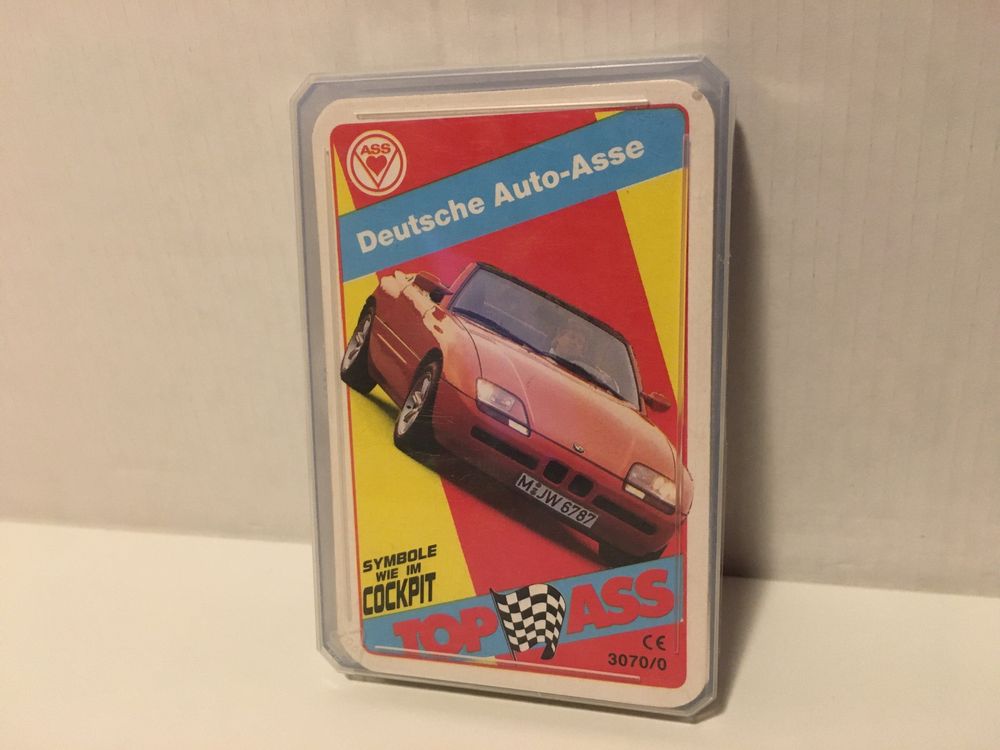 ASS
Deutsche Auto-Asse
M JW 6787
SYMBOLE
WIE IM
COCKPIT
TOP ASS
CE
3070/0